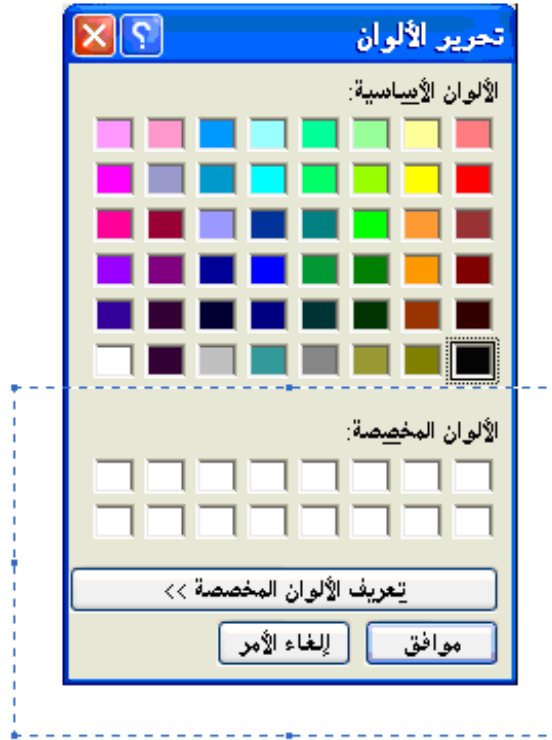 تحرير الألوان
الألوان الأساسية:
الألوان المخصصة:
تعريف الألوان المخصصة >>
موافق
إلغاء الأمر